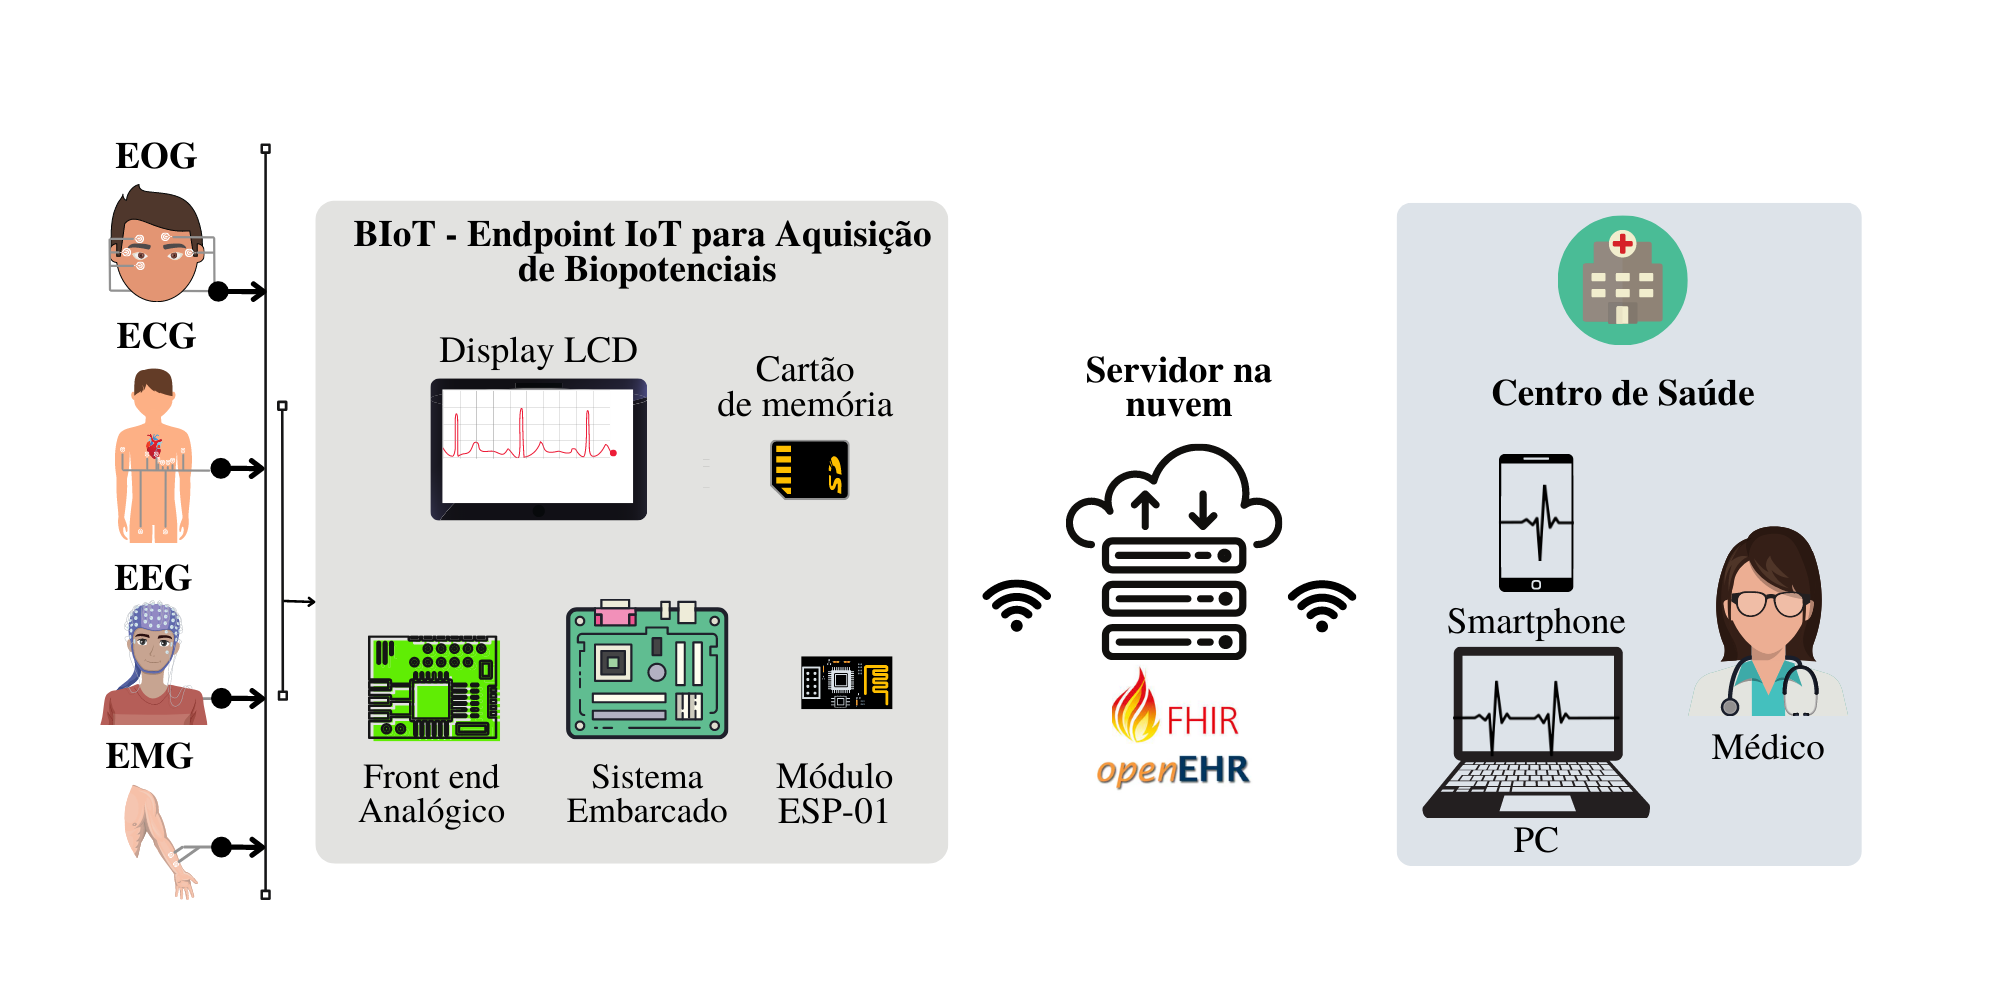 EOG
ECG
EEG
EMG
BIoT - Endpoint IoT para Aquisição
de Biopotenciais
Display LCD
Cartão
de memória
SD
Front end
Analógico
Sistema
Embarcado
Módulo
ESP-01
Servidor na
nuvem
FHIR
openEHR
Centro de Saúde
Smartphone
PC
Médico